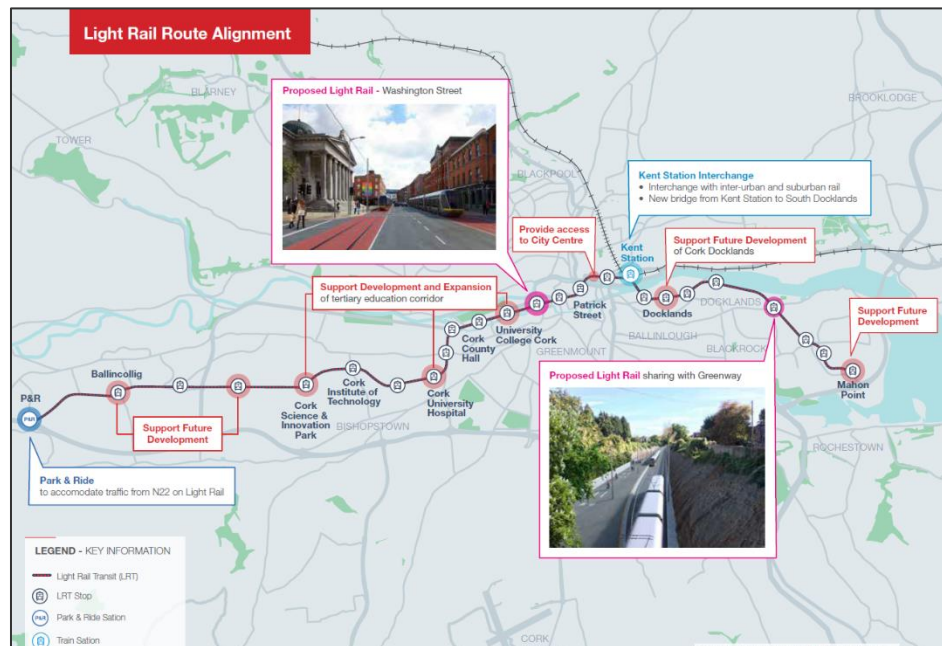 Light Rail Route Alignment
BLARNEY
TOWER
Proposed Light Rail - Washington Street
BROOKLODGE
BLACKPOOL
Kent Station Interchange
• Interchange with inter-urban and suburban rail
• New bridge from Kent Station to South Docklands
Provide access
to City Centre
Kent
Station
Support Future Development
of Cork Docklands
Support Development and Expansion
of tertiary education corridor
Patrick
Street
Docklands
DOCKLANDS
Support Future
Development
University
College Cork
Cork
County
Hall
GREENMOUNT
BALLINLOUGH
BLACKROCK
Mahon
Point
P&R
P&R
Ballincollig
Cork
Institute of
Technology
Cork
Science &
Innovation
Park
BISHOPSTOWN
Cork
University
Hospital
Support Future
Development
Proposed Light Rail sharing with Greenway
ROCHESTOWN
Park & Ride
to accomodate traffic from N22 on Light Rail
LEGEND - KEY INFORMATION
Light Rail Transit (LRT)
LRT Stop
P&R
Park & Ride Sation
Train Sation
CORK